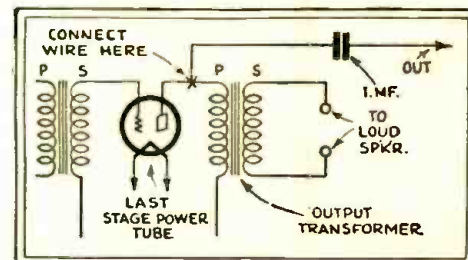 CONNECT
WIRE HERE
P
S
P
S
1. MF.
OUT
TO
LOUD
SPKR.
LAST
STAGE POWER
TUBE
OUTPUT
TRANSFORMER